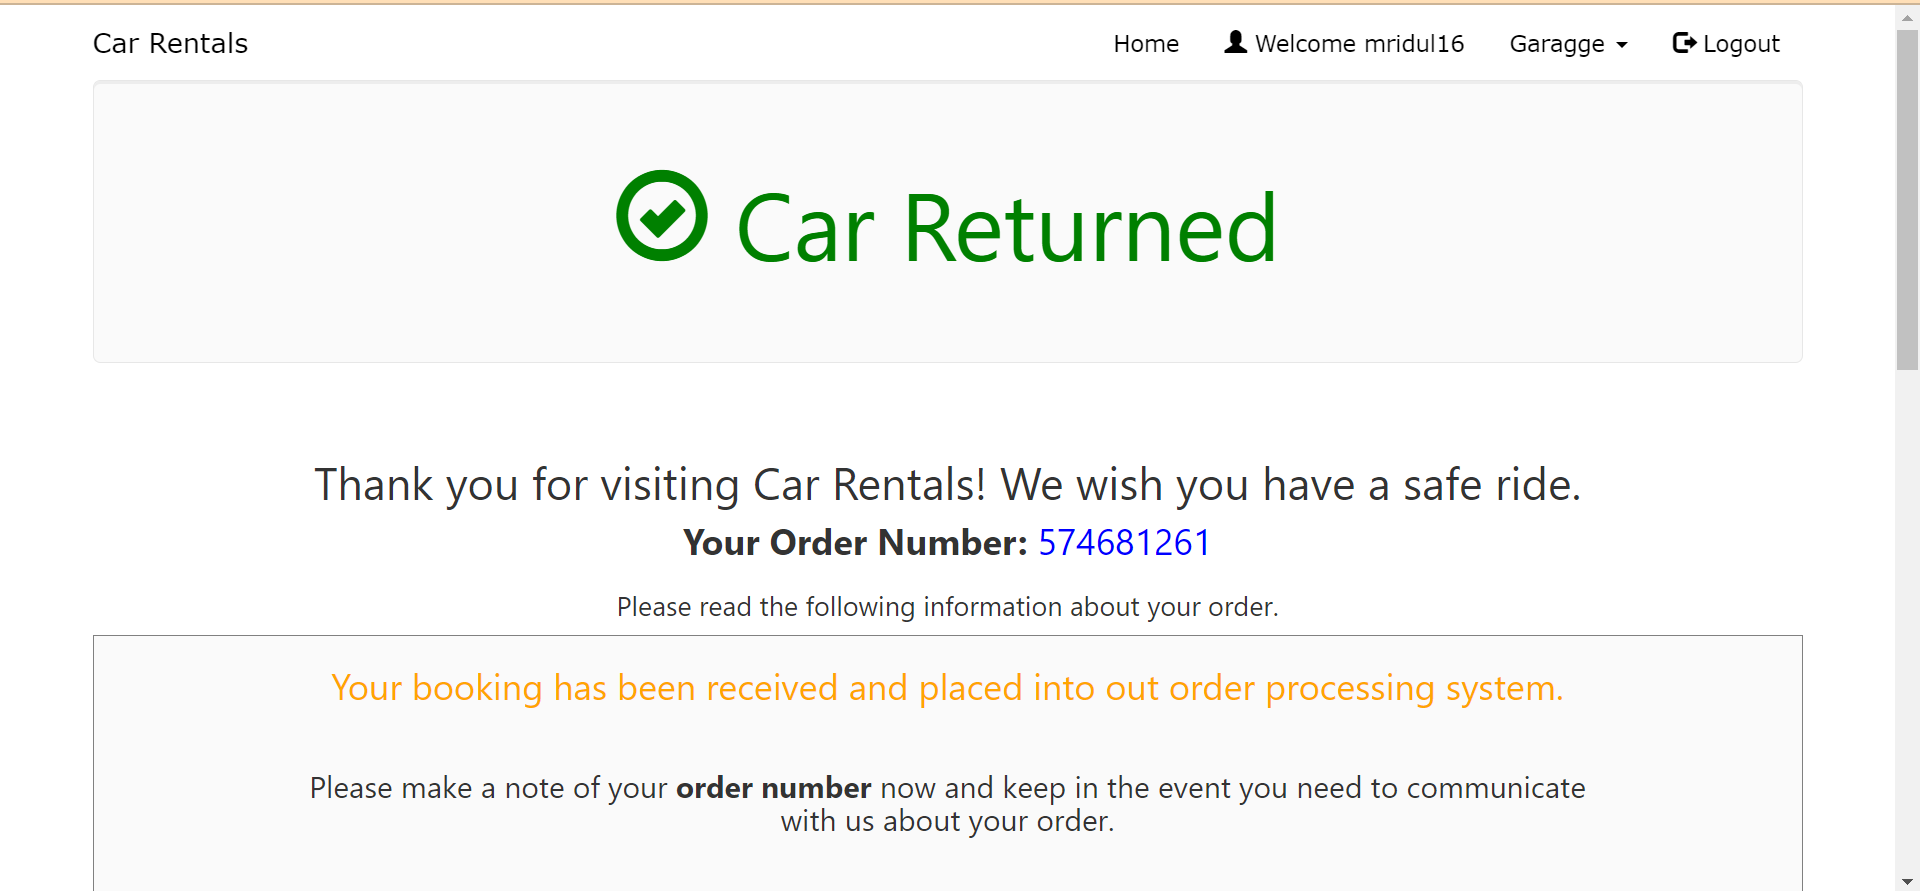 Car Rentals Home Welcome mridul16 Garagge Logout
Car Returned
Thank you for visiting Car Rentals! We wish you have a safe ride.
Your Order Number: 574681261
Please read the following information about your order.
Your booking has been received and placed into out order processing system.
Please make a note of your order number now and keep in the event you need to communicate
with us about your order.